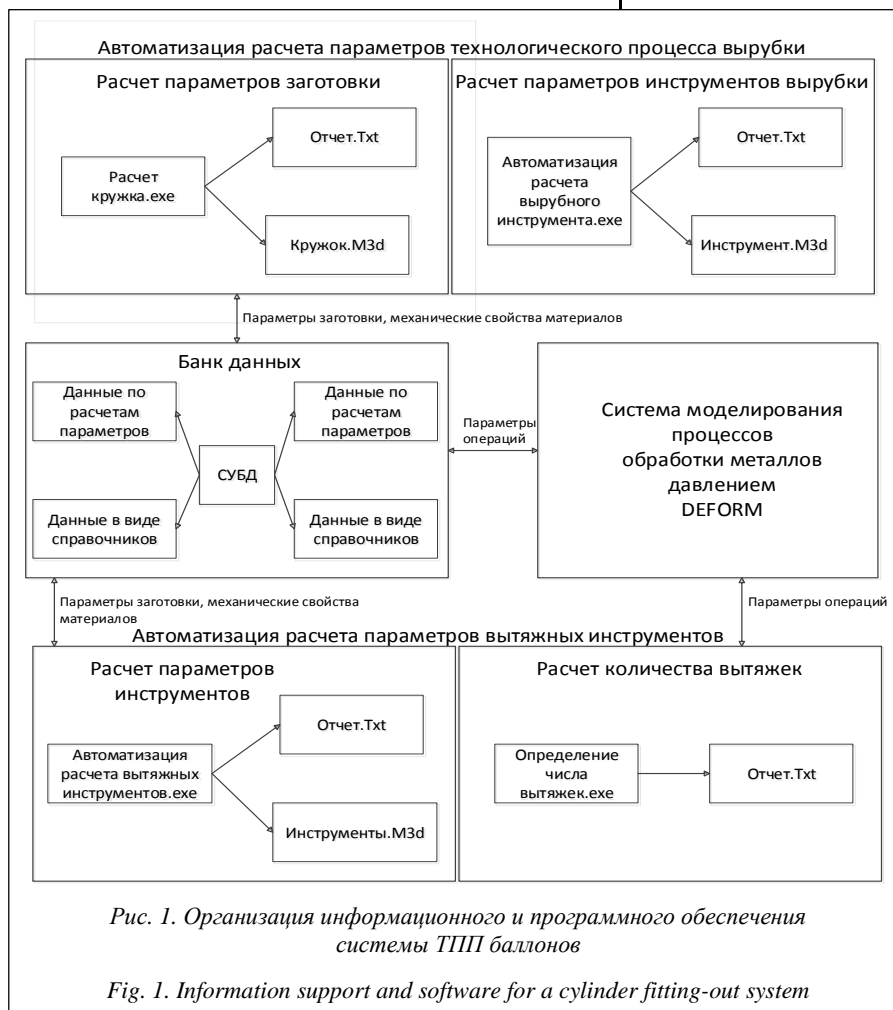 Автоматизация расчета параметров технологического процесса вырубки
Расчет параметров заготовки
Отчет.Txt
Расчет
кружка.exe
Кружок.M3d
Расчет параметров инструментов вырубки
Отчет.Txt
Автоматизация
расчета
вырубного
инструмента.exe
Инструмент.M3d
Параметры заготовки, механические свойства материалов
Банк данных
Данные по
расчетам
параметров
Данные по
расчетам
параметров
СУБД
Данные в виде
справочников
Данные в виде
справочников
Параметры
операций
Система моделирования
процессов
обработки металлов
давлением
DEFORM
Параметры заготовки, механические свойства
материалов
Параметры операций
Автоматизация расчета параметров вытяжных инструментов
Расчет параметров
инструментов
Отчет.Txt
Автоматизация
расчета вытяжных
инструментов.exe
Инструменты.M3d
Расчет количества вытяжек
Определение
числа
вытяжек.exe
Отчет.Txt
Рис. 1. Организация информационного и программного обеспечения
системы ТПП баллонов
Fig. 1. Information support and software for a cylinder fitting-out system